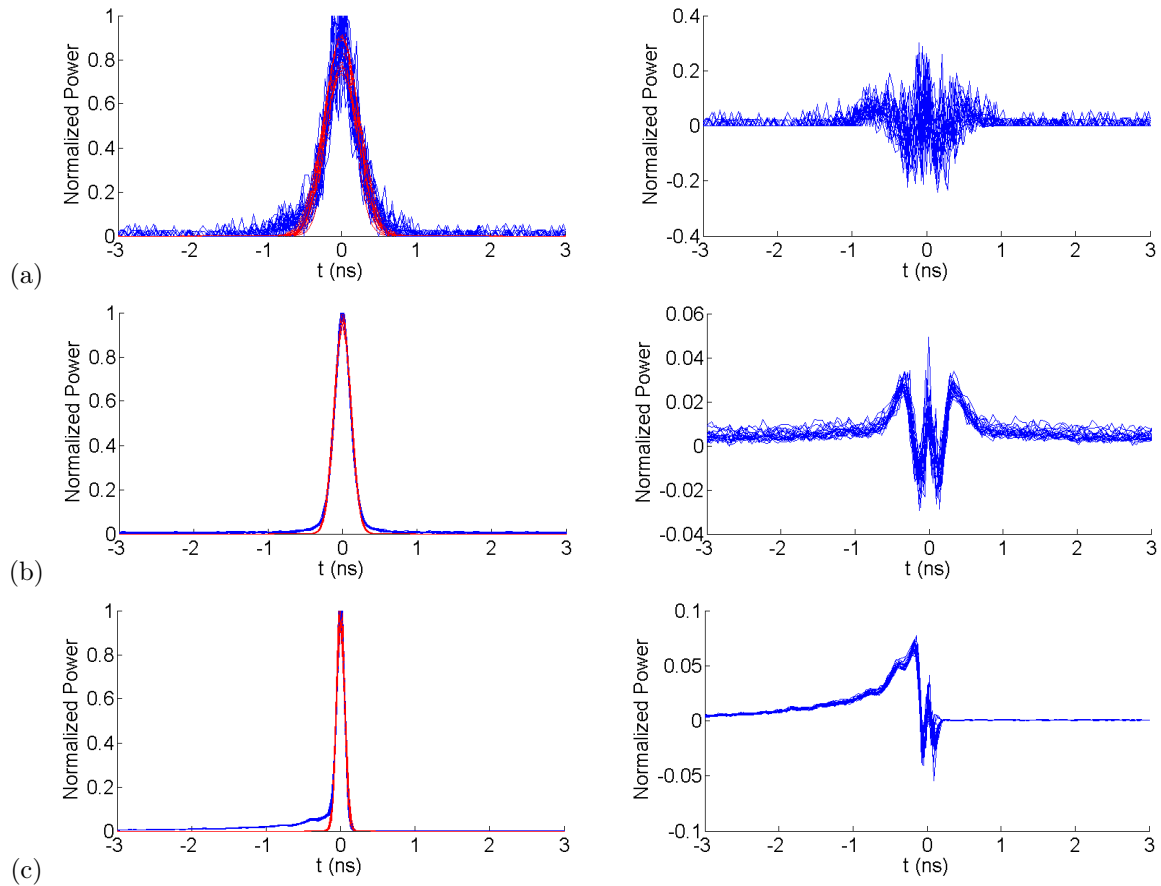 1
0.8
0.6
0.4
0.2
0
-3 -2 -1 0 1 2 3
Normalized Power
t (ns)
0.4
0.2
0
-0.2
-0.4
-3 -2 -1 0 1 2 3
Normalized Power
t (ns)
(a)
1
0.8
0.6
0.4
0.2
0
-3 -2 -1 0 1 2 3
Normalized Power
t (ns)
0.06
0.04
0.02
0
-0.02
-0.04
-3 -2 -1 0 1 2 3
Normalized Power
t (ns)
(b)
1
0.8
0.6
0.4
0.2
0
-3 -2 -1 0 1 2 3
Normalized Power
t (ns)
0.1
0.05
0
-0.05
-0.1
-3 -2 -1 0 1 2 3
Normalized Power
t (ns)
(c)